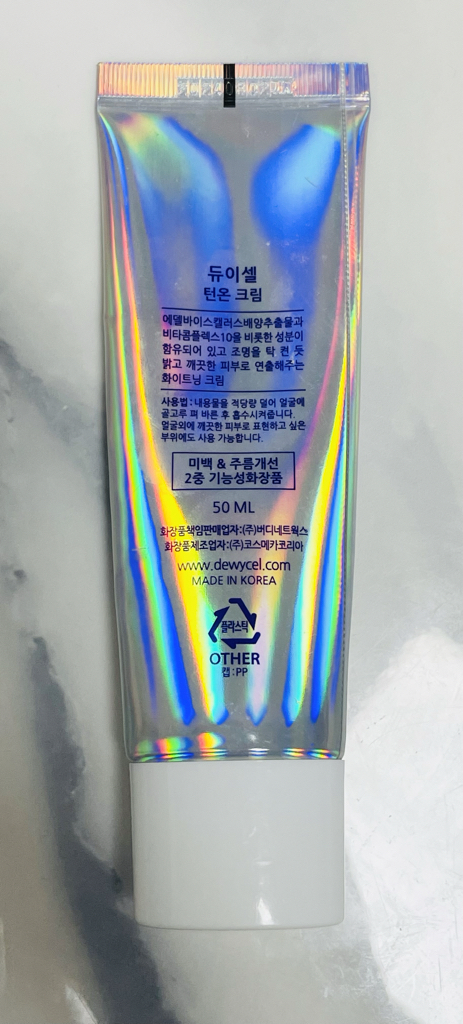 듀이셀
턴온 크림
에델바이스캘러스배양추출물과
비타콤플렉스10을 비롯한 성분이
함유되어 있고 조명을 탁 켠 듯
밝고 깨끗한 피부로 연출해주는
화이트닝 크림
사용법 : 내용물을 적당량 덜어 얼굴에
골고루 펴 바른 후 흡수시켜줍니다.
얼굴외에 깨끗한 피부로 표현하고 싶은
부위에도 사용 가능합니다.
미백 & 주름개선
2중 기능성화장품
50 ML
화장품책임판매업자:(주)버디네트웍스
화장품제조업자:(주)코스메카코리아
www.dewycel.com
MADE IN KOREA
플라스틱
OTHER
캡:PP